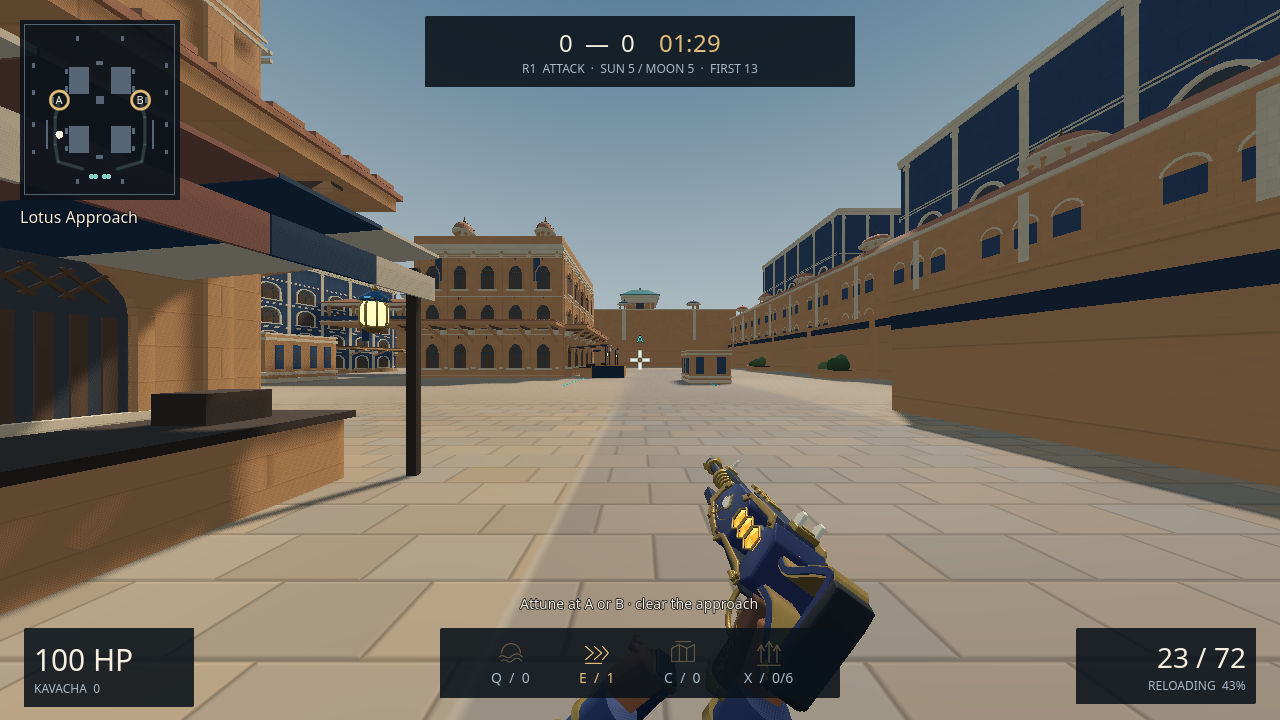 0 — 0 01:29
R1 ATTACK · SUN 5 / MOON 5 · FIRST 13
A
B
Lotus Approach
A
Attune at A or B · clear the approach
100 HP
KAVACHA 0
Q / 0
E / 1
C / 0
X / 0/6
23 / 72
RELOADING 43%